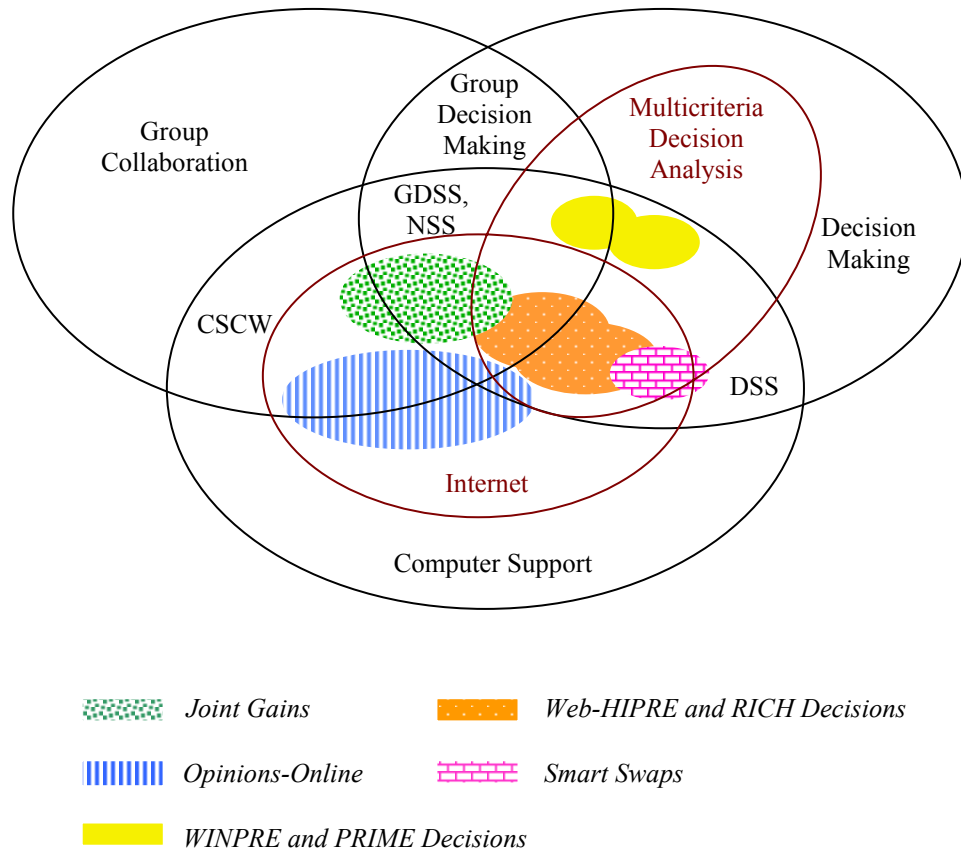 Group
Decision
Making
Multicriteria
Decision
Analysis
Group
Collaboration
GDSS,
NSS
Decision
Making
CSCW
DSS
Internet
Computer Support
Joint Gains
Web-HIPRE and RICH Decisions
Opinions-Online
Smart Swaps
WINPRE and PRIME Decisions